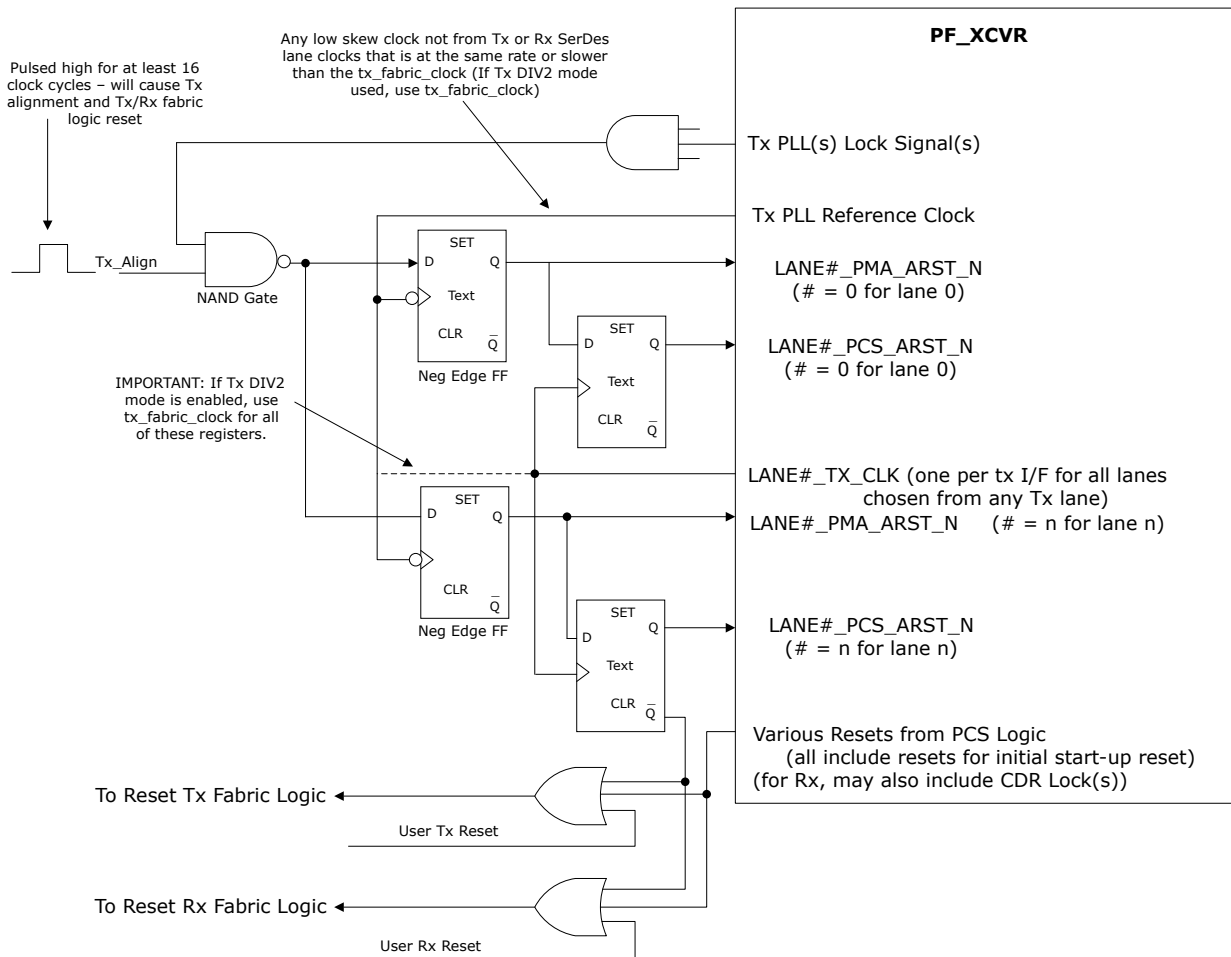 PF_XCVR
Any low skew clock not from Tx or Rx SerDes
lane clocks that is at the same rate or slower
than the tx_fabric_clock (If Tx DIV2 mode
used, use tx_fabric_clock)
Pulsed high for at least 16
clock cycles – will cause Tx
alignment and Tx/Rx fabric
logic reset
Tx PLL(s) Lock Signal(s)
Tx PLL Reference Clock
Tx_Align
NAND Gate
SET
D
Q
Text
CLR
Q
Neg Edge FF
LANE#_PMA_ARST_N
(# = 0 for lane 0)
SET
D
Q
Text
CLR
Q
LANE#_PCS_ARST_N
(# = 0 for lane 0)
IMPORTANT: If Tx DIV2
mode is enabled, use
tx_fabric_clock for all
of these registers.
LANE#_TX_CLK (one per tx I/F for all lanes
chosen from any Tx lane)
LANE#_PMA_ARST_N (# = n for lane n)
SET
D
Q
CLR
Q
Neg Edge FF
SET
D
Q
Text
CLR
Q
LANE#_PCS_ARST_N
(# = n for lane n)
Various Resets from PCS Logic
(all include resets for initial start-up reset)
(for Rx, may also include CDR Lock(s))
To Reset Tx Fabric Logic
User Tx Reset
To Reset Rx Fabric Logic
User Rx Reset